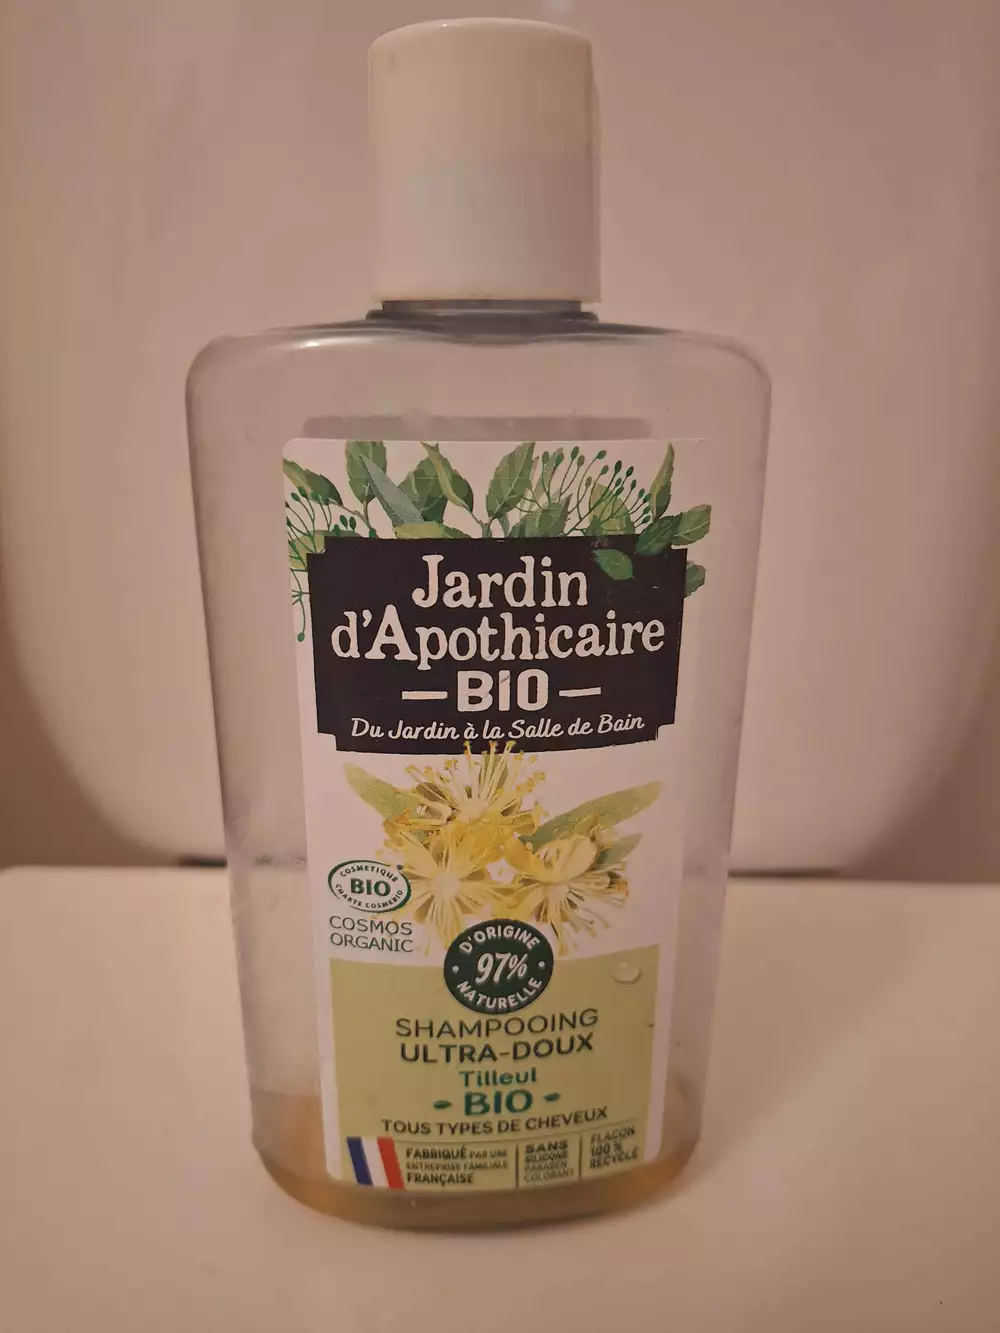 Jardin
d'Apothicaire
BIO
Du Jardin à la Salle de Bain
COSMETIQUE
BIO
CHARTE COSMEBIO
COSMOS
ORGANIC
D'ORIGINE
97%
NATURELLE
SHAMPOOING
ULTRA-DOUX
Tilleul
BIO
TOUS TYPES DE CHEVEUX
FABRIQUÉ PAR UNE
ENTREPRISE FAMILIALE
FRANÇAISE
SANS
SILICONE
PARABEN
COLORANT
FLACON
100 %
RECYCLÉ